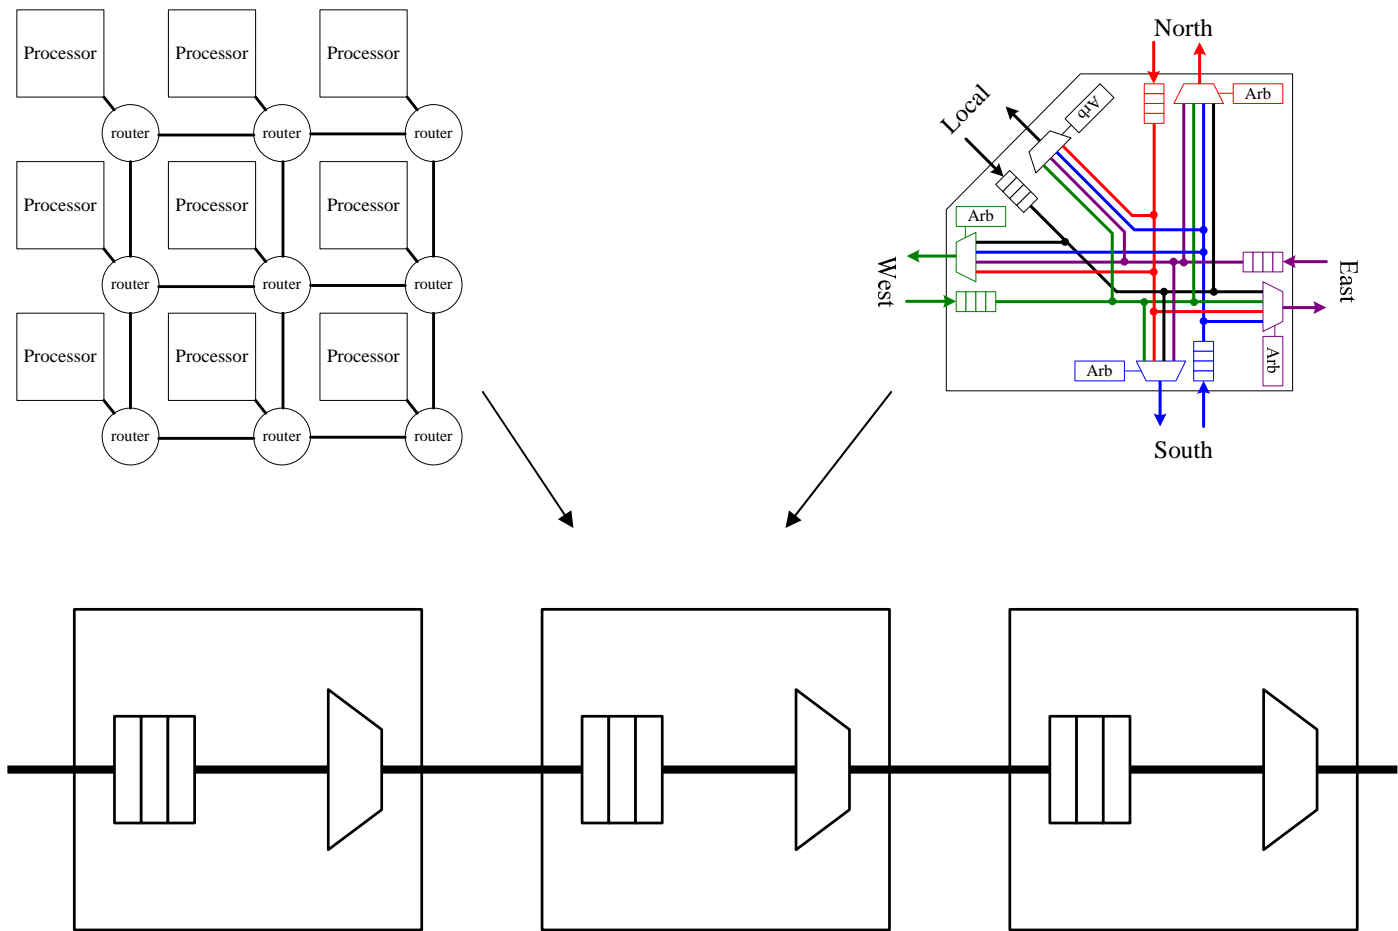 Processor
Processor
Processor
router
router
router
Processor
Processor
Processor
router
router
router
Processor
Processor
Processor
router
router
router
North
Local
Arb
Arb
Arb
West
East
Arb
Arb
South